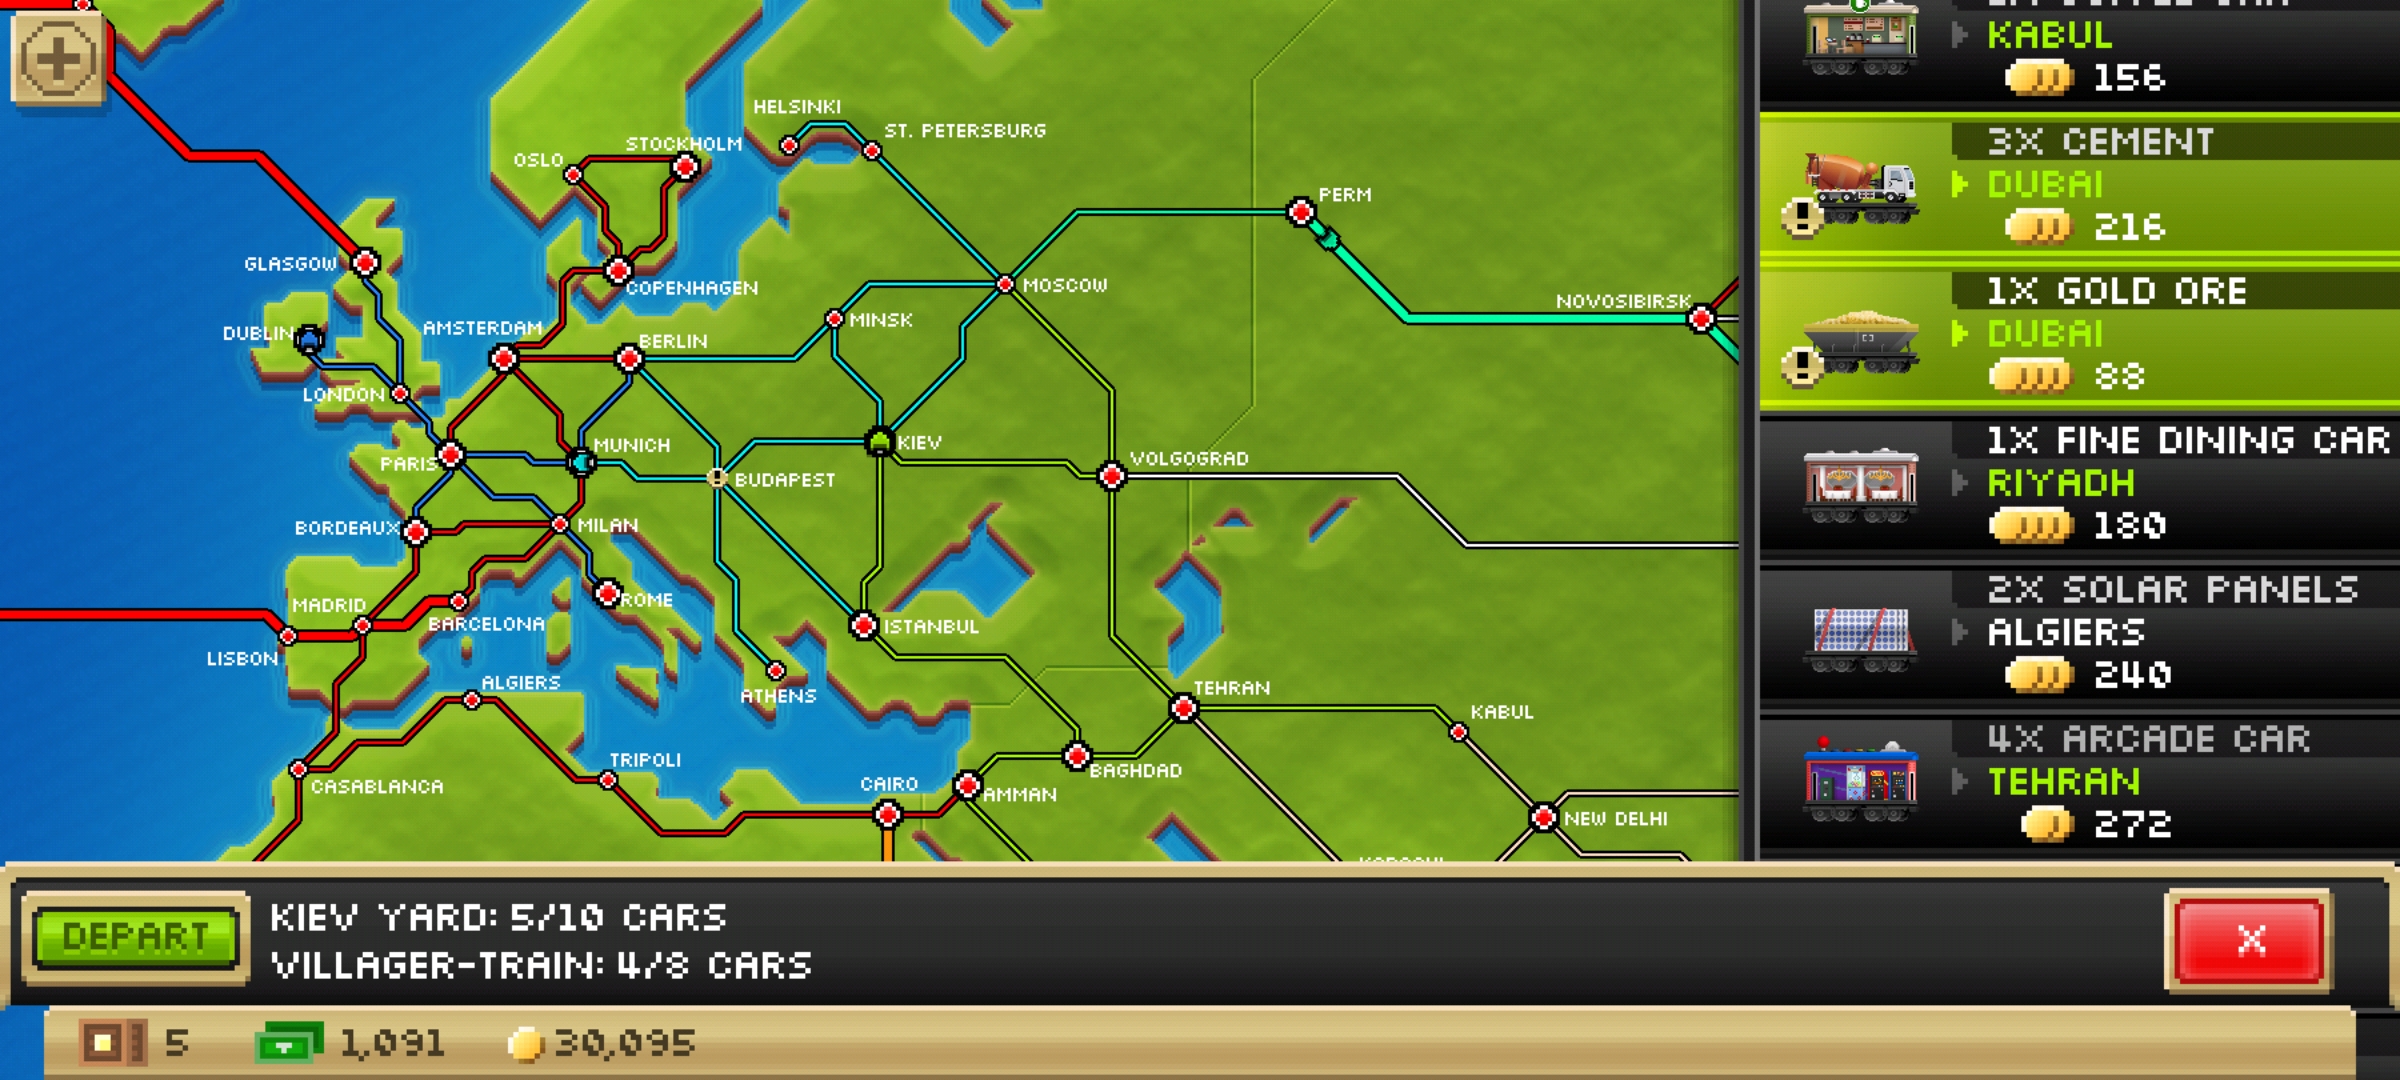 HELSINKI
ST. PETERSBURG
STOCKHOLM
OSLO
PERM
GLASGOW
COPENHAGEN
MOSCOW
NOVOSIBIRSK
DUBLIN
AMSTERDAM
BERLIN
MINSK
LONDON
PARIS
MUNICH
KIEV
VOLGOGRAD
BUDAPEST
BORDEAUX
MILAN
MADRID
ROME
BARCELONA
ISTANBUL
LISBON
ALGIERS
ATHENS
TEHRAN
KABUL
TRIPOLI
CASABLANCA
CAIRO
BAGHDAD
AMMAN
NEW DELHI
KABUL
156
3X CEMENT
DUBAI
216
1X GOLD ORE
DUBAI
88
1X FINE DINING CAR
RIYADH
180
2X SOLAR PANELS
ALGIERS
240
4X ARCADE CAR
TEHRAN
272
DEPART
KIEV YARD: 5/10 CARS
VILLAGER-TRAIN: 4/8 CARS
X
5
1,091
30,095